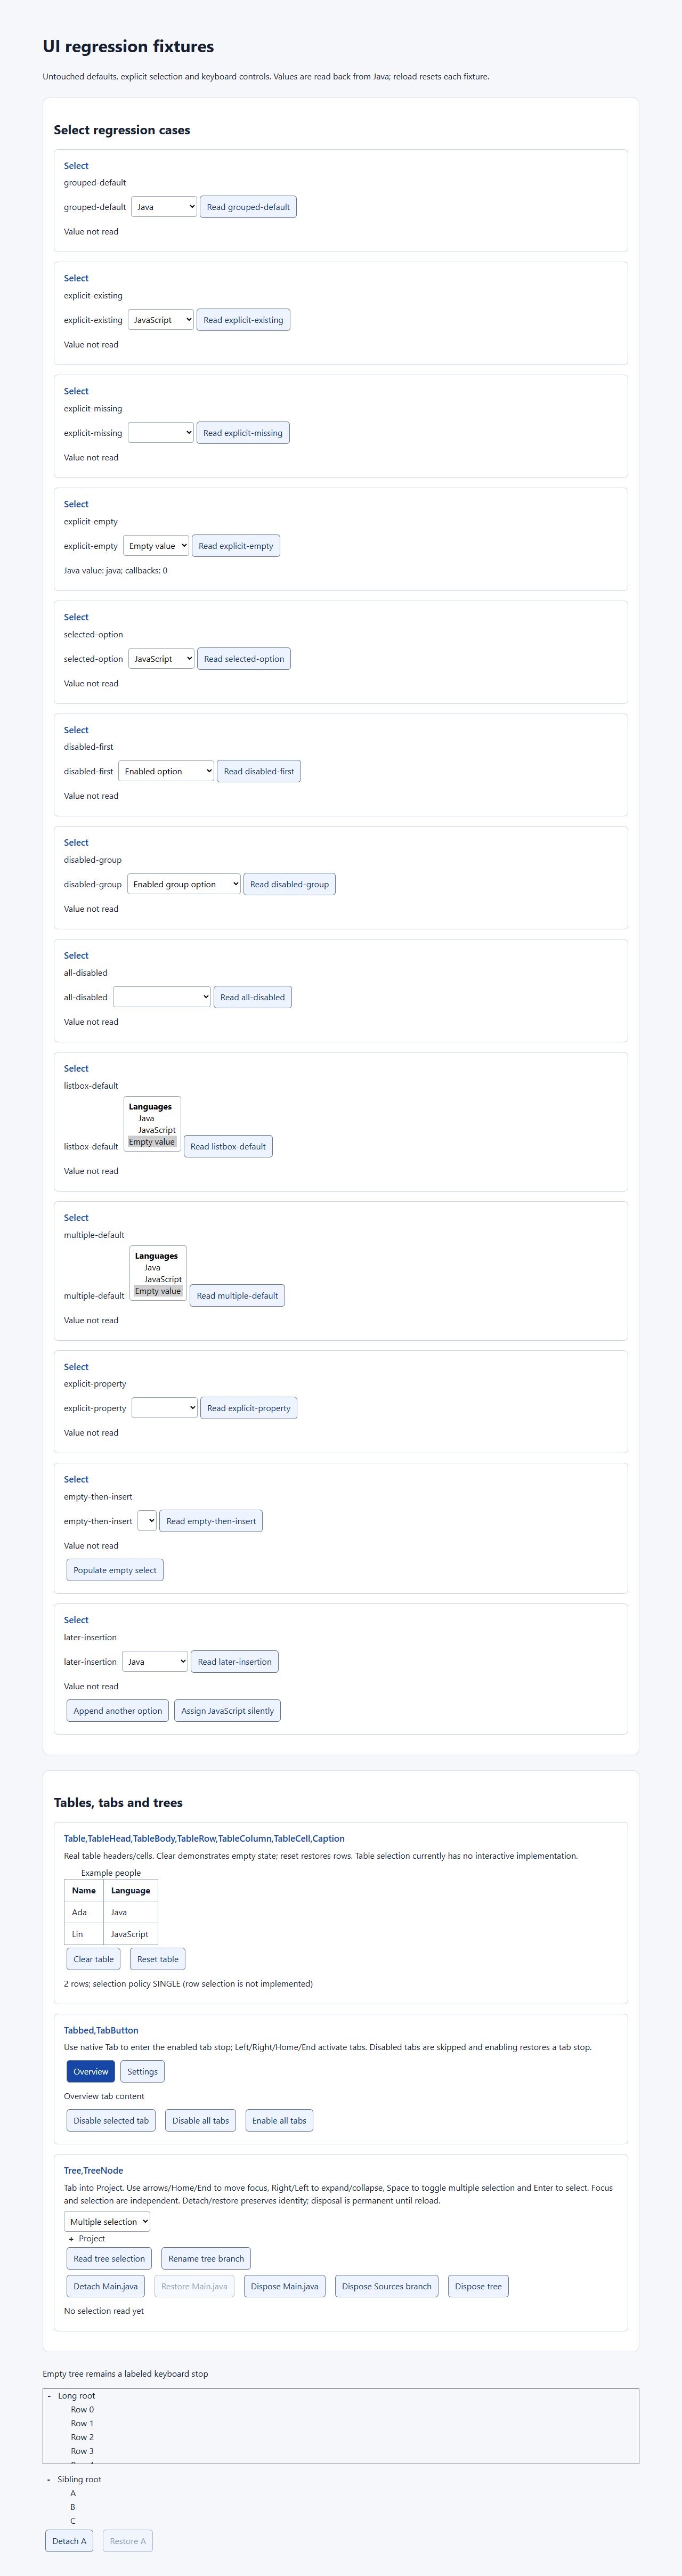 UI regression fixtures
Untouched defaults, explicit selection and keyboard controls. Values are read back from Java; reload resets each fixture.
Select regression cases
Select
grouped-default
grouped-default Java Read grouped-default
Value not read
Select
explicit-existing
explicit-existing JavaScript Read explicit-existing
Value not read
Select
explicit-missing
explicit-missing Read explicit-missing
Value not read
Select
explicit-empty
explicit-empty Empty value Read explicit-empty
Java value: java; callbacks: 0
Select
selected-option
selected-option JavaScript Read selected-option
Value not read
Select
disabled-first
disabled-first Enabled option Read disabled-first
Value not read
Select
disabled-group
disabled-group Enabled group option Read disabled-group
Value not read
Select
all-disabled
all-disabled Read all-disabled
Value not read
Select
listbox-default
Languages
Java
JavaScript
Empty value
listbox-default Read listbox-default
Value not read
Select
multiple-default
Languages
Java
JavaScript
Empty value
multiple-default Read multiple-default
Value not read
Select
explicit-property
explicit-property Read explicit-property
Value not read
Select
empty-then-insert
empty-then-insert Read empty-then-insert
Value not read
Populate empty select
Select
later-insertion
later-insertion Java Read later-insertion
Value not read
Append another option Assign JavaScript silently
Tables, tabs and trees
Table,TableHead,TableBody,TableRow,TableColumn,TableCell,Caption
Real table headers/cells. Clear demonstrates empty state; reset restores rows. Table selection currently has no interactive implementation.
Example people
Name Language
Ada Java
Lin JavaScript
Clear table Reset table
2 rows; selection policy SINGLE (row selection is not implemented)
Tabbed,TabButton
Use native Tab to enter the enabled tab stop; Left/Right/Home/End activate tabs. Disabled tabs are skipped and enabling restores a tab stop.
Overview Settings
Overview tab content
Disable selected tab Disable all tabs Enable all tabs
Tree,TreeNode
Tab into Project. Use arrows/Home/End to move focus, Right/Left to expand/collapse, Space to toggle multiple selection and Enter to select. Focus
and selection are independent. Detach/restore preserves identity; disposal is permanent until reload.
Multiple selection
+ Project
Read tree selection Rename tree branch
Detach Main.java Restore Main.java Dispose Main.java Dispose Sources branch Dispose tree
No selection read yet
Empty tree remains a labeled keyboard stop
- Long root
Row 0
Row 1
Row 2
Row 3
- Sibling root
A
B
C
Detach A Restore A